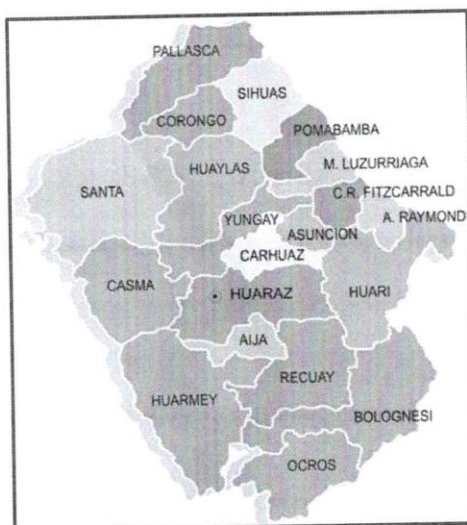 PALLASCA
SIHUAS
CORONGO
POMABAMBA
HUAYLAS
M. LUZURRIAGA
SANTA
C.R. FITZCARRALD
YUNGAY
A. RAYMOND
ASUNCION
CARHUAZ
CASMA
HUARAZ
HUARI
AIJA
RECUAY
HUARMEY
BOLOGNESI
OCROS